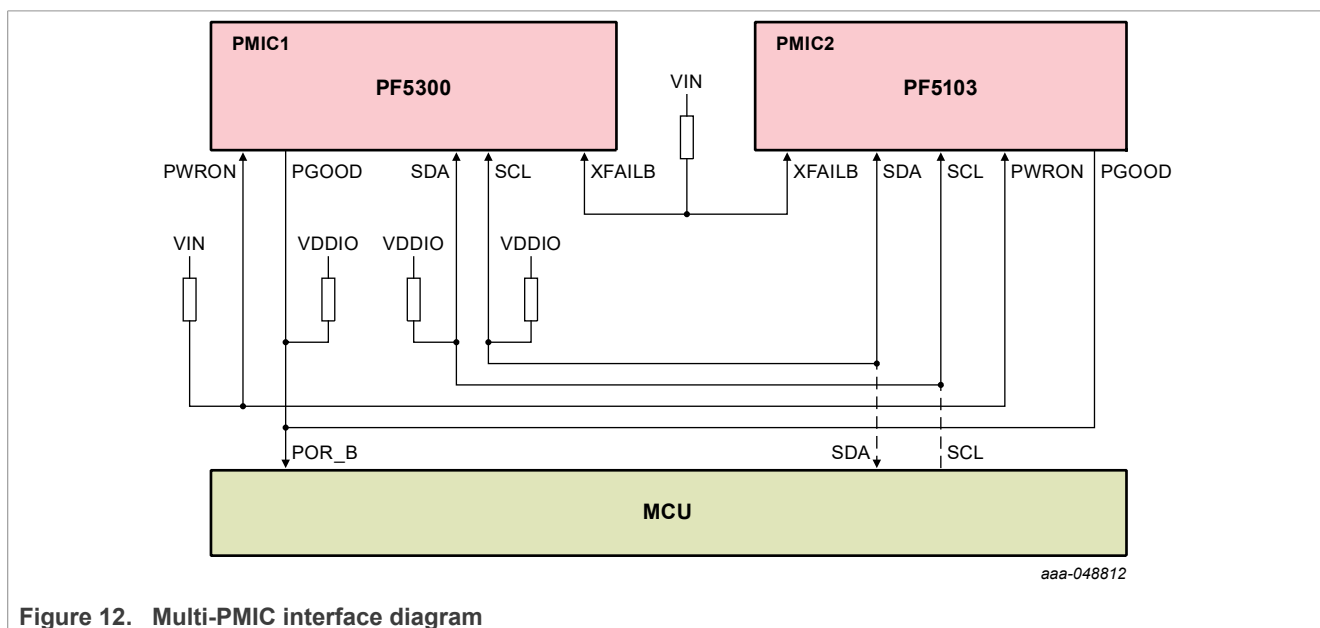 PMIC1
PMIC2
PF5300
VIN
PF5103
PWRON PGOOD SDA SCL XFAILB XFAILB SDA SCL PWRON PGOOD
VIN VDDIO VDDIO VDDIO
POR_B SDA SCL
MCU
aaa-048812
Figure 12. Multi-PMIC interface diagram